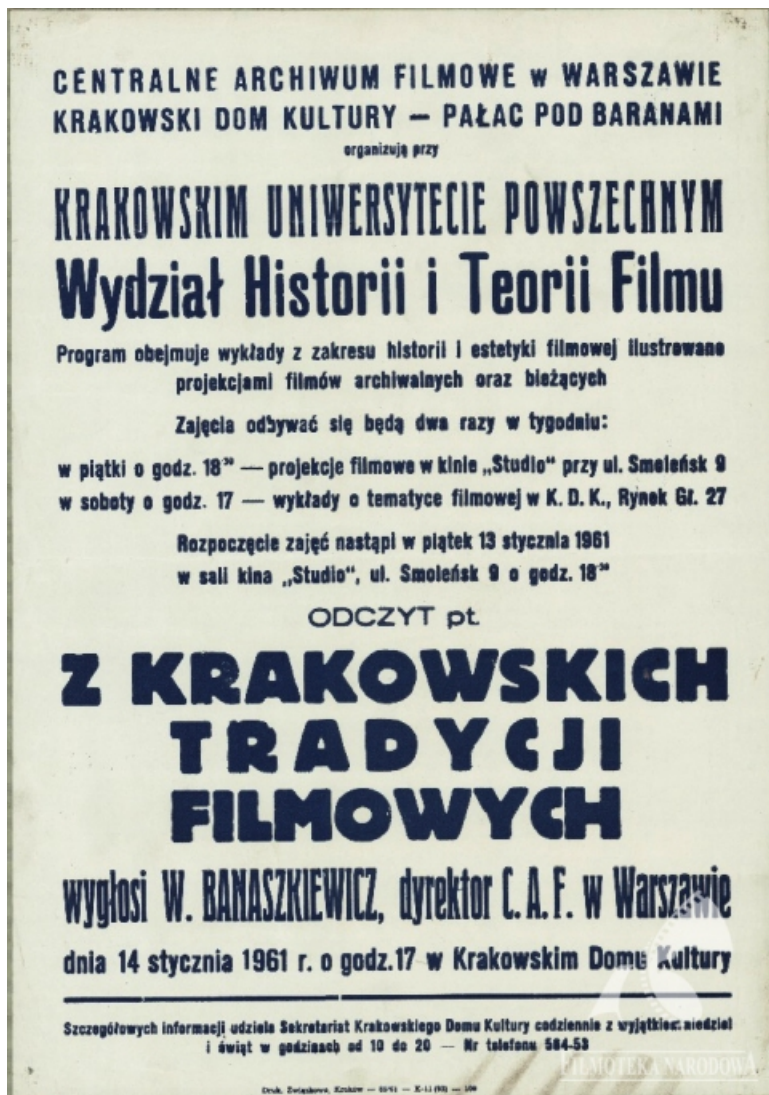 CENTRALNE ARCHIWUM FILMOWE w WARSZAWIE
KRAKOWSKI DOM KULTURY — PAŁAC POD BARANAMI
organizują przy
KRAKOWSKIM UNIWERSYTECIE POWSZECHNYM
Wydział Historii i Teorii Filmu
Program obejmuje wykłady z zakresu historii i estetyki filmowej ilustrowane
projekcjami filmów archiwalnych oraz bieżących
Zajęcia odbywać się będą dwa razy w tygodniu:
w piątki o godz. 18³⁰ — projekcje filmowe w kinie „Studio“ przy ul. Smoleńsk 9
w soboty o godz. 17 — wykłady o tematyce filmowej w K. D. K., Rynek Gł. 27
Rozpoczęcie zajęć nastąpi w piątek 13 stycznia 1961
w sali kina „Studio“, ul. Smoleńsk 9 o godz. 18³⁰
ODCZYT pt.
Z KRAKOWSKICH
TRADYCJI
FILMOWYCH
wygłosi W. BANASZKIEWICZ, dyrektor C. A. F. w Warszawie
dnia 14 stycznia 1961 r. o godz. 17 w Krakowskim Domu Kultury
Szczegółowych informacji udziela Sekretariat Krakowskiego Domu Kultury codziennie z wyjątkiem niedziel
i świąt w godzinach od 10 do 20 — Nr telefonu 584-53
FILMOTEKA NARODOWA
Druk. Związkowa, Kraków —